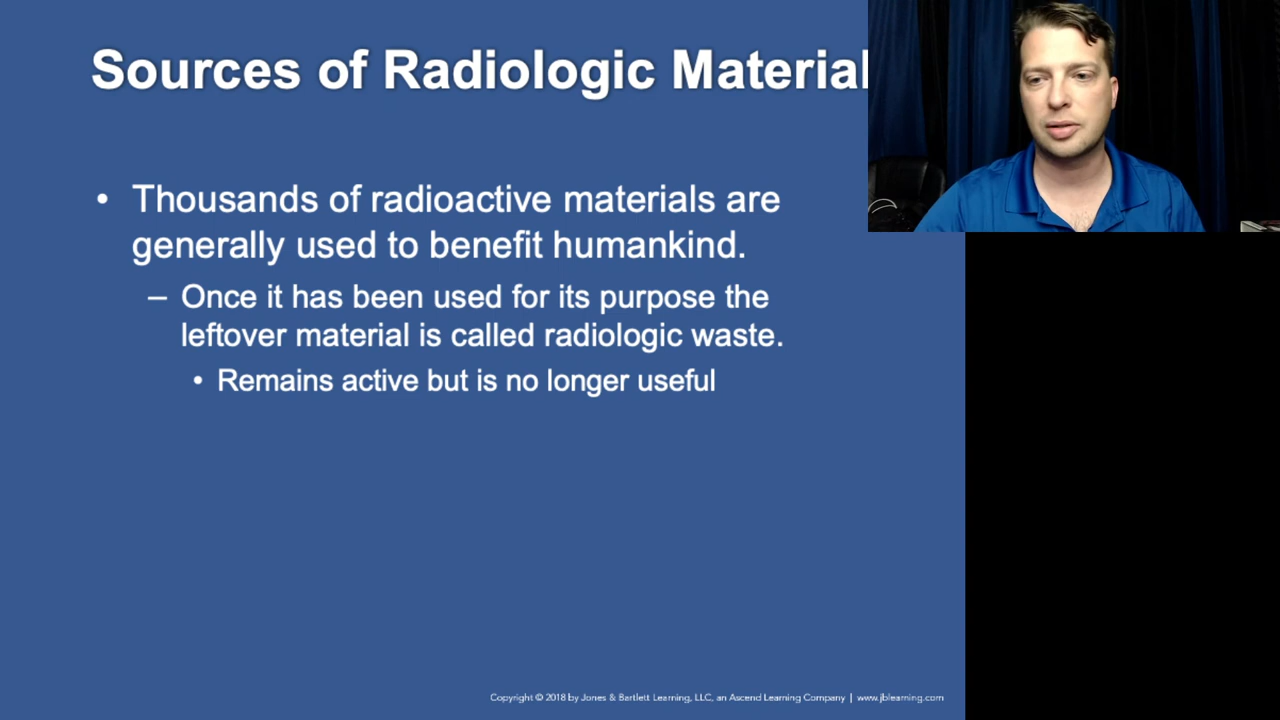 Sources of Radiologic Material
• Thousands of radioactive materials are
generally used to benefit humankind.
– Once it has been used for its purpose the
leftover material is called radiologic waste.
• Remains active but is no longer useful
Copyright © 2018 by Jones & Bartlett Learning, LLC, an Ascend Learning Company | www.jblearning.com